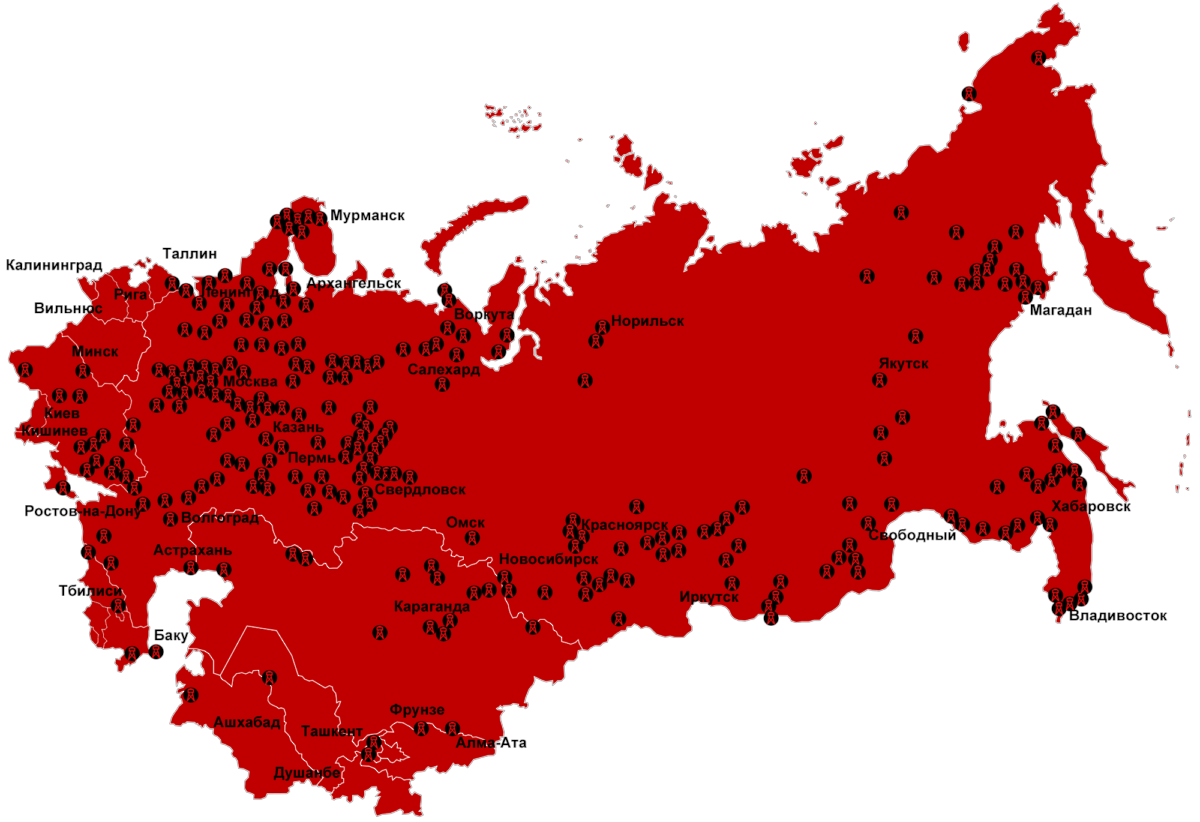 Мурманск
Таллин
Калининград
Архангельск
Ленинград
Рига
Вильнюс
Воркута
Норильск
Магадан
Минск
Салехард
Якутск
Москва
Киев
Казань
Кишинев
Пермь
Свердловск
Хабаровск
Ростов-на-Дону
Волгоград
Омск
Красноярск
Свободный
Астрахань
Новосибирск
Тбилиси
Караганда
Иркутск
Владивосток
Баку
Фрунзе
Ашхабад
Ташкент
Алма-Ата
Душанбе